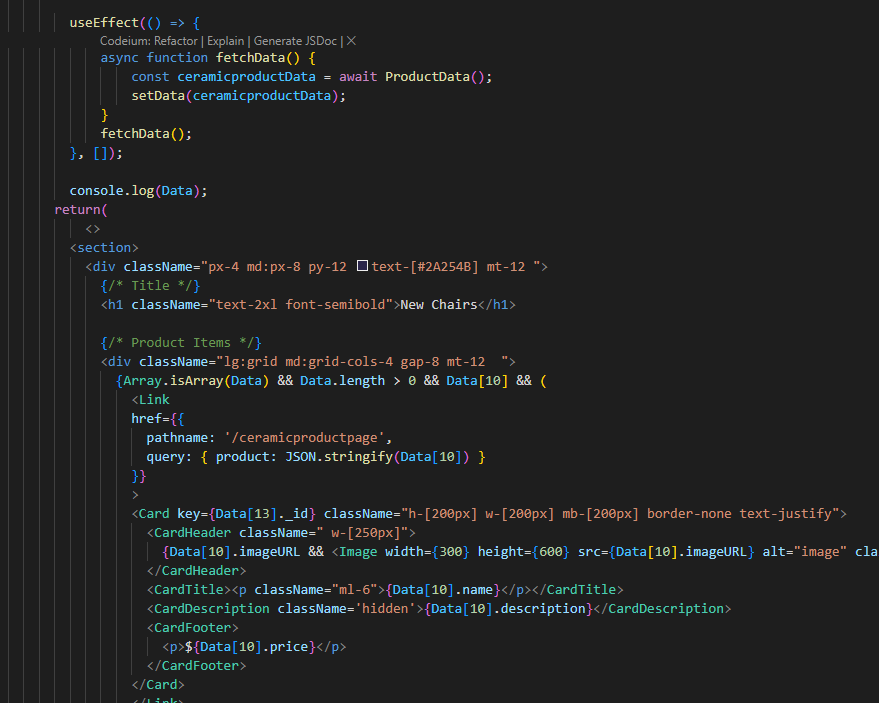 useEffect(() => {
Codeium: Refactor | Explain | Generate JSDoc | ✕
async function fetchData() {
const ceramicproductData = await ProductData();
setData(ceramicproductData);
}
fetchData();
}, []);
console.log(Data);
return(
<>
<section>
<div className="px-4 md:px-8 py-12 text-[#2A254B] mt-12 ">
{/* Title */}
<h1 className="text-2xl font-semibold">New Chairs</h1>
{/* Product Items */}
<div className="lg:grid md:grid-cols-4 gap-8 mt-12  ">
{Array.isArray(Data) && Data.length > 0 && Data[10] && (
<Link
href={{
pathname: '/ceramicproductpage',
query: { product: JSON.stringify(Data[10]) }
}}
>
<Card key={Data[13]._id} className="h-[200px] w-[200px] mb-[200px] border-none text-justify">
<CardHeader className=" w-[250px]">
{Data[10].imageURL && <Image width={300} height={600} src={Data[10].imageURL} alt="image" cla
</CardHeader>
<CardTitle><p className="ml-6">{Data[10].name}</p></CardTitle>
<CardDescription className='hidden'>{Data[10].description}</CardDescription>
<CardFooter>
<p>${Data[10].price}</p>
</CardFooter>
</Card>
</Link>